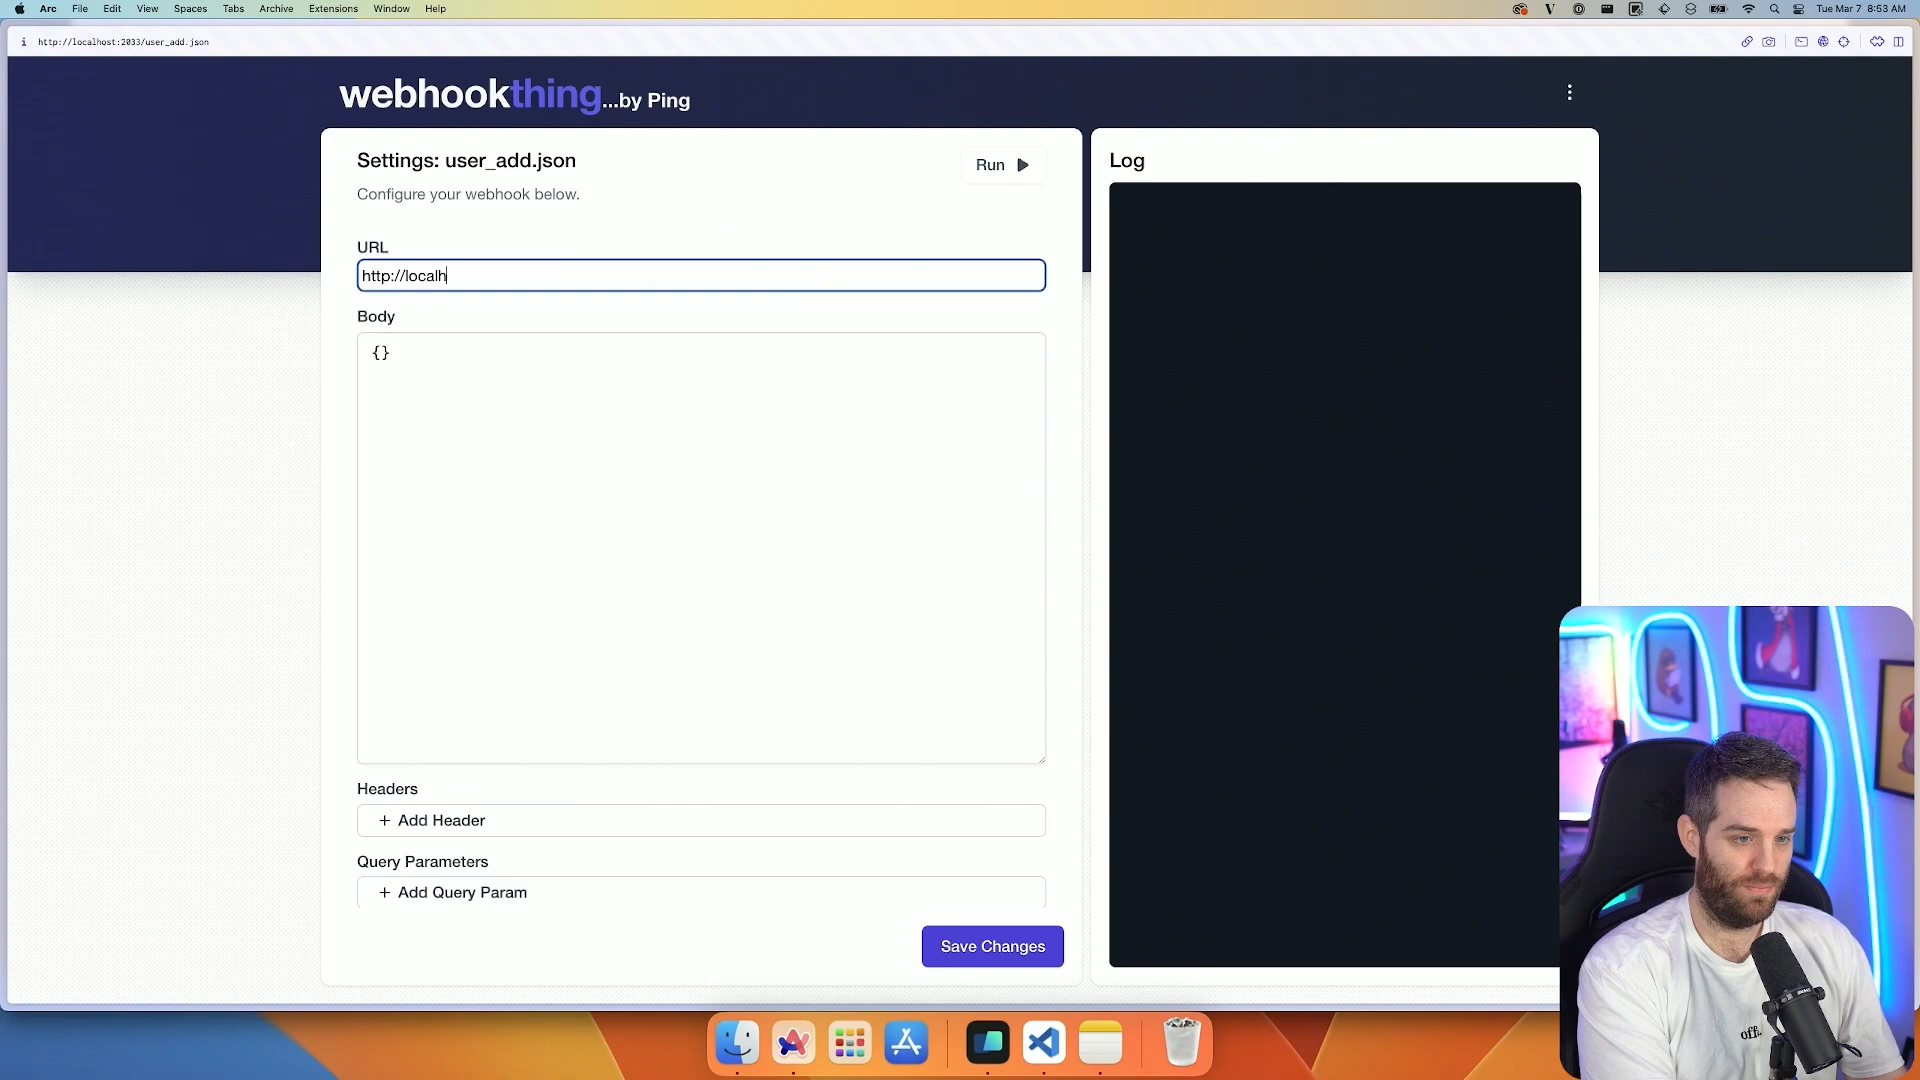 Arc File Edit View Spaces Tabs Archive Extensions Window Help
Tue Mar 7 8:53 AM
http://localhost:2033/user_add.json
webhookthing...by Ping
Settings: user_add.json
Run
Configure your webhook below.
URL
http://localh
Body
{}
Headers
+ Add Header
Query Parameters
+ Add Query Param
Save Changes
Log
off.